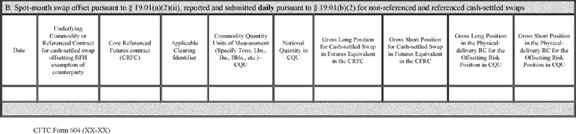 B. Spot-month swap offset pursuant to § 19.01(a)(2)(ii), reported and submitted daily pursuant to § 19.01(b)(2) for non-referenced and referenced cash-settled swaps
Date
Underlying
Commodity or
Referenced Contract
for cash-settled swap
offsetting BFH
exemption of
counterparty
Core Referenced
Futures contract
(CRFC)
Applicable
Clearing
Identifier
Commodity Quantity
Units of Measurement
(Specify Tons, Lbs.,
Bu., Bbls., etc.) -
CQU
Notional
Quantity in
CQU
Gross Long Position
for Cash-settled Swap
in Futures Equivalent
in the CRFC
Gross Short Position
for Cash-settled Swap
in Futures Equivalent
in the CFRC
Gross Long Position
in the Physical-
delivery RC for the
Offsetting Risk
Position in CQU
Gross Short Position
in the Physical-
delivery RC for the
Offsetting Risk
Position in CQU
CFTC Form 604 (XX-XX)